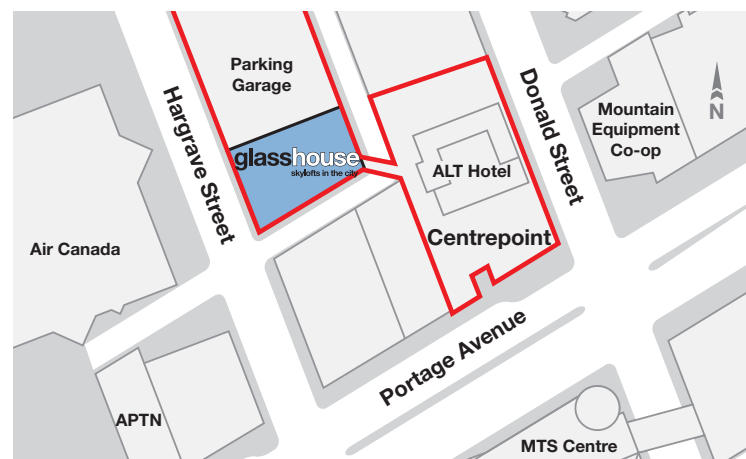 Parking
Garage
Hargrave Street
Donald Street
Mountain
Equipment
Co-op
N
glasshouse
skylofts in the city
ALT Hotel
Air Canada
Centrepoint
Portage Avenue
APTN
MTS Centre